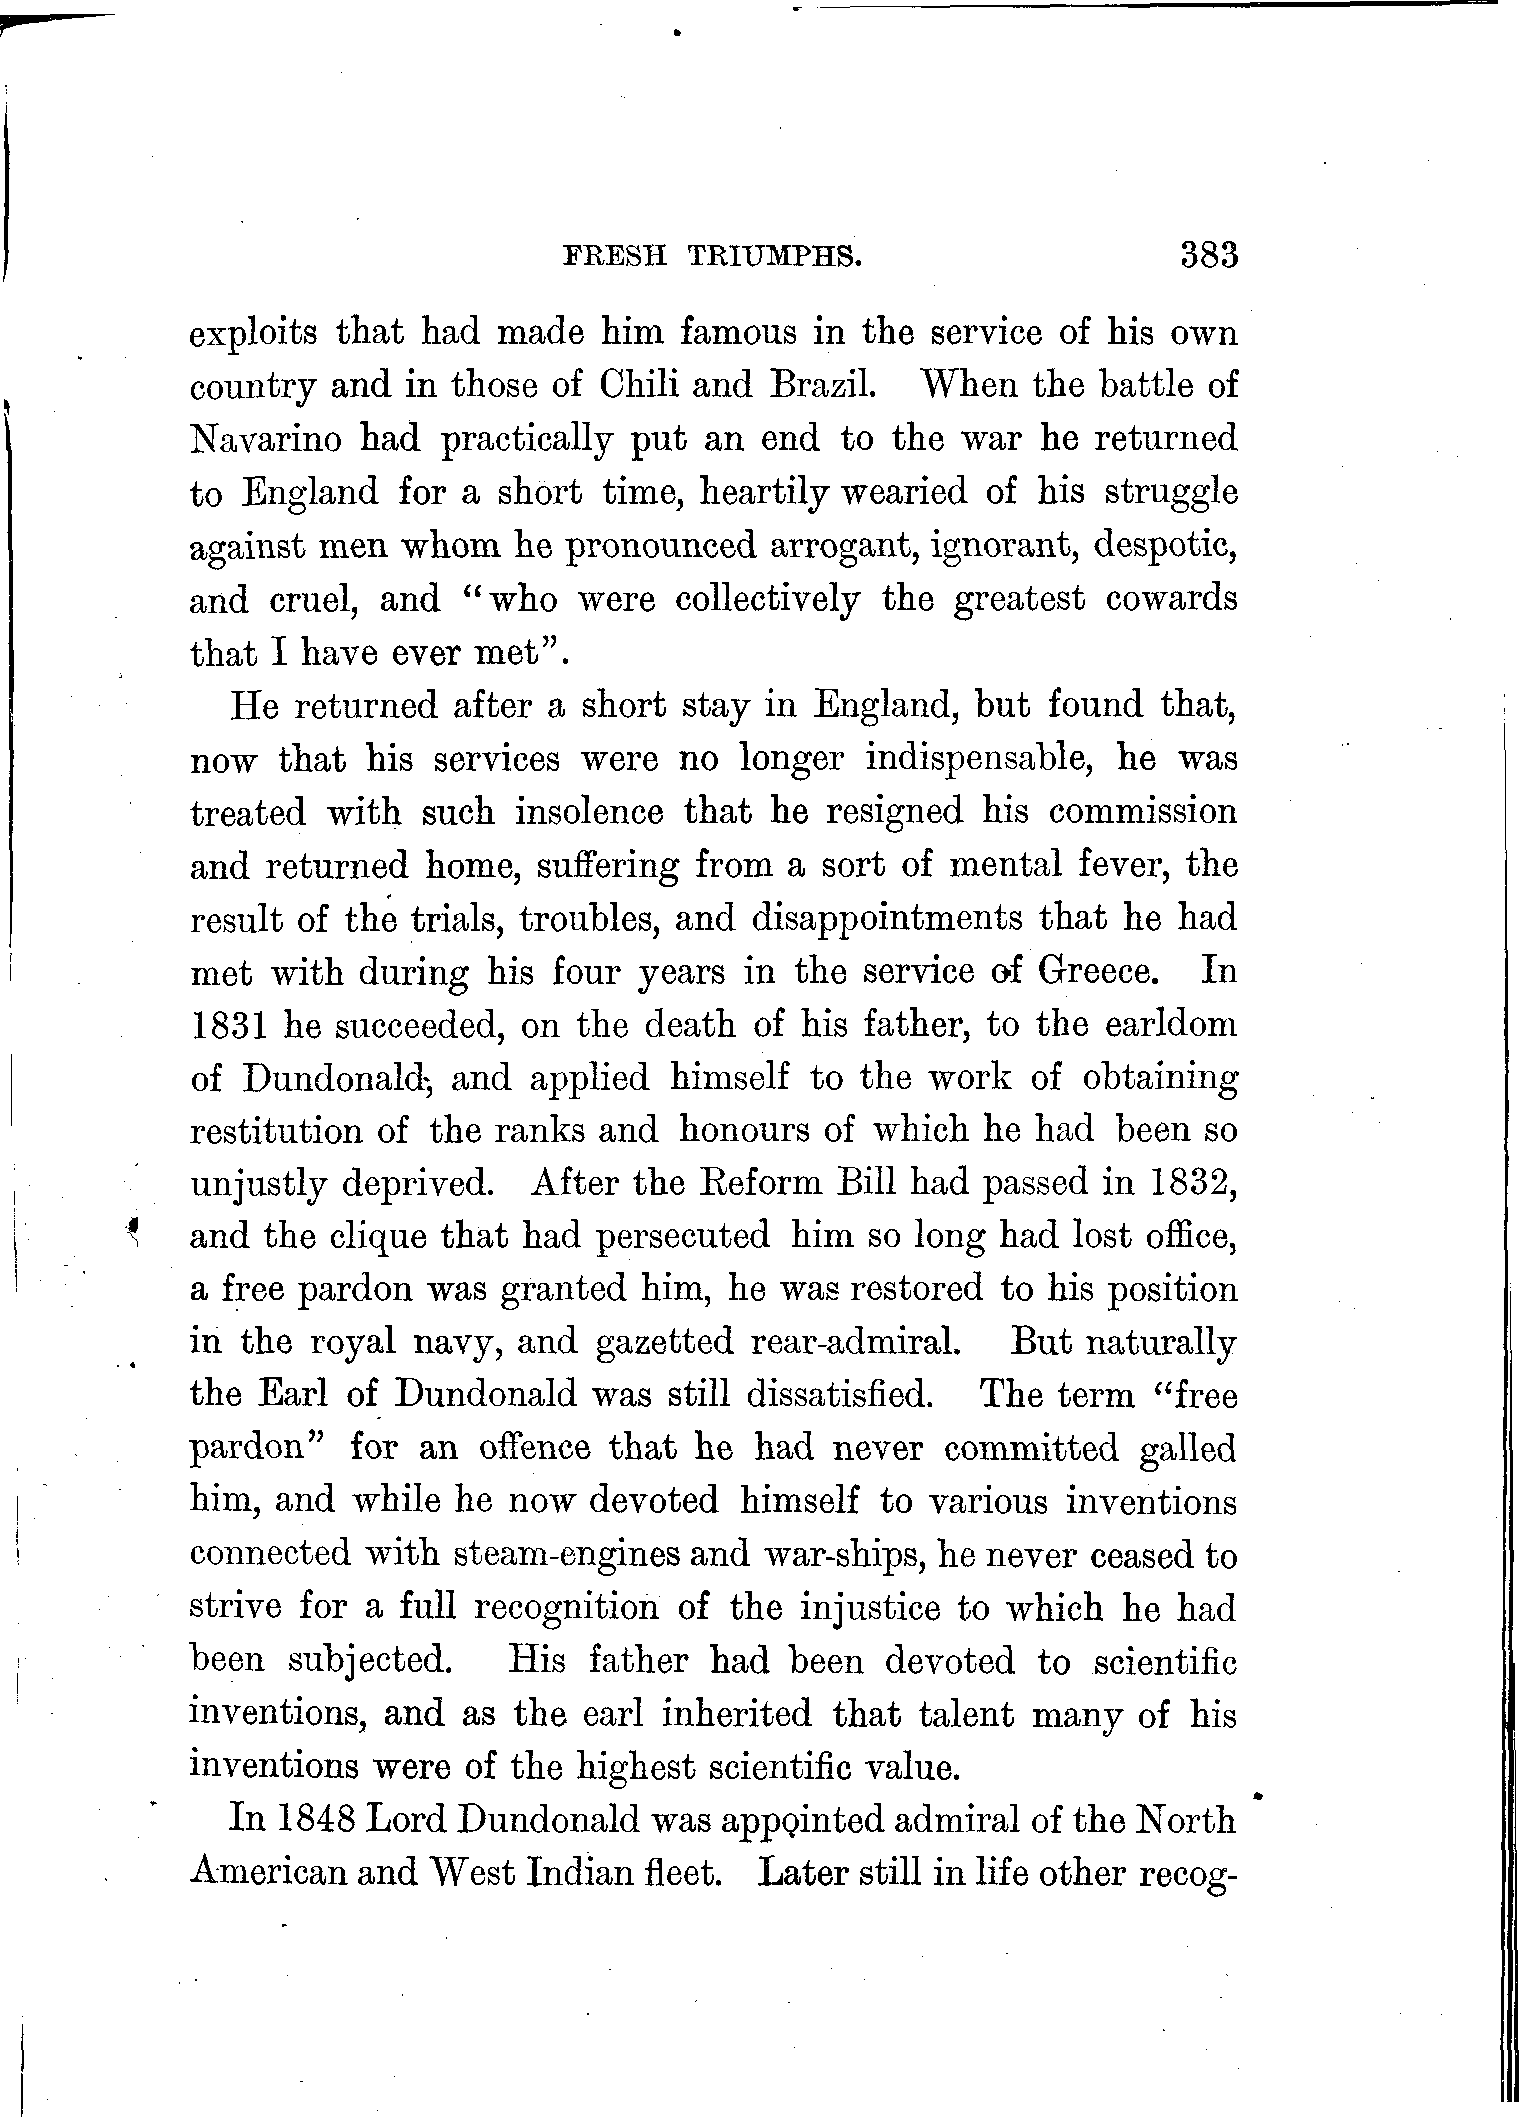 FRESH TRIUMPHS. 383
exploits that had made him famous in the service of his own
country and in those of Chili and Brazil. When the battle of
Navarino had practically put an end to the war he returned
to England for a short time, heartily wearied of his struggle
against men whom he pronounced arrogant, ignorant, despotic,
and cruel, and “who were collectively the greatest cowards
that I have ever met”.
He returned after a short stay in England, but found that,
now that his services were no longer indispensable, he was
treated with such insolence that he resigned his commission
and returned home, suffering from a sort of mental fever, the
result of the trials, troubles, and disappointments that he had
met with during his four years in the service of Greece. In
1831 he succeeded, on the death of his father, to the earldom
of Dundonald, and applied himself to the work of obtaining
restitution of the ranks and honours of which he had been so
unjustly deprived. After the Reform Bill had passed in 1832,
and the clique that had persecuted him so long had lost office,
a free pardon was granted him, he was restored to his position
in the royal navy, and gazetted rear-admiral. But naturally
the Earl of Dundonald was still dissatisfied. The term “free
pardon” for an offence that he had never committed galled
him, and while he now devoted himself to various inventions
connected with steam-engines and war-ships, he never ceased to
strive for a full recognition of the injustice to which he had
been subjected. His father had been devoted to scientific
inventions, and as the earl inherited that talent many of his
inventions were of the highest scientific value.
In 1848 Lord Dundonald was appointed admiral of the North
American and West Indian fleet. Later still in life other recog-